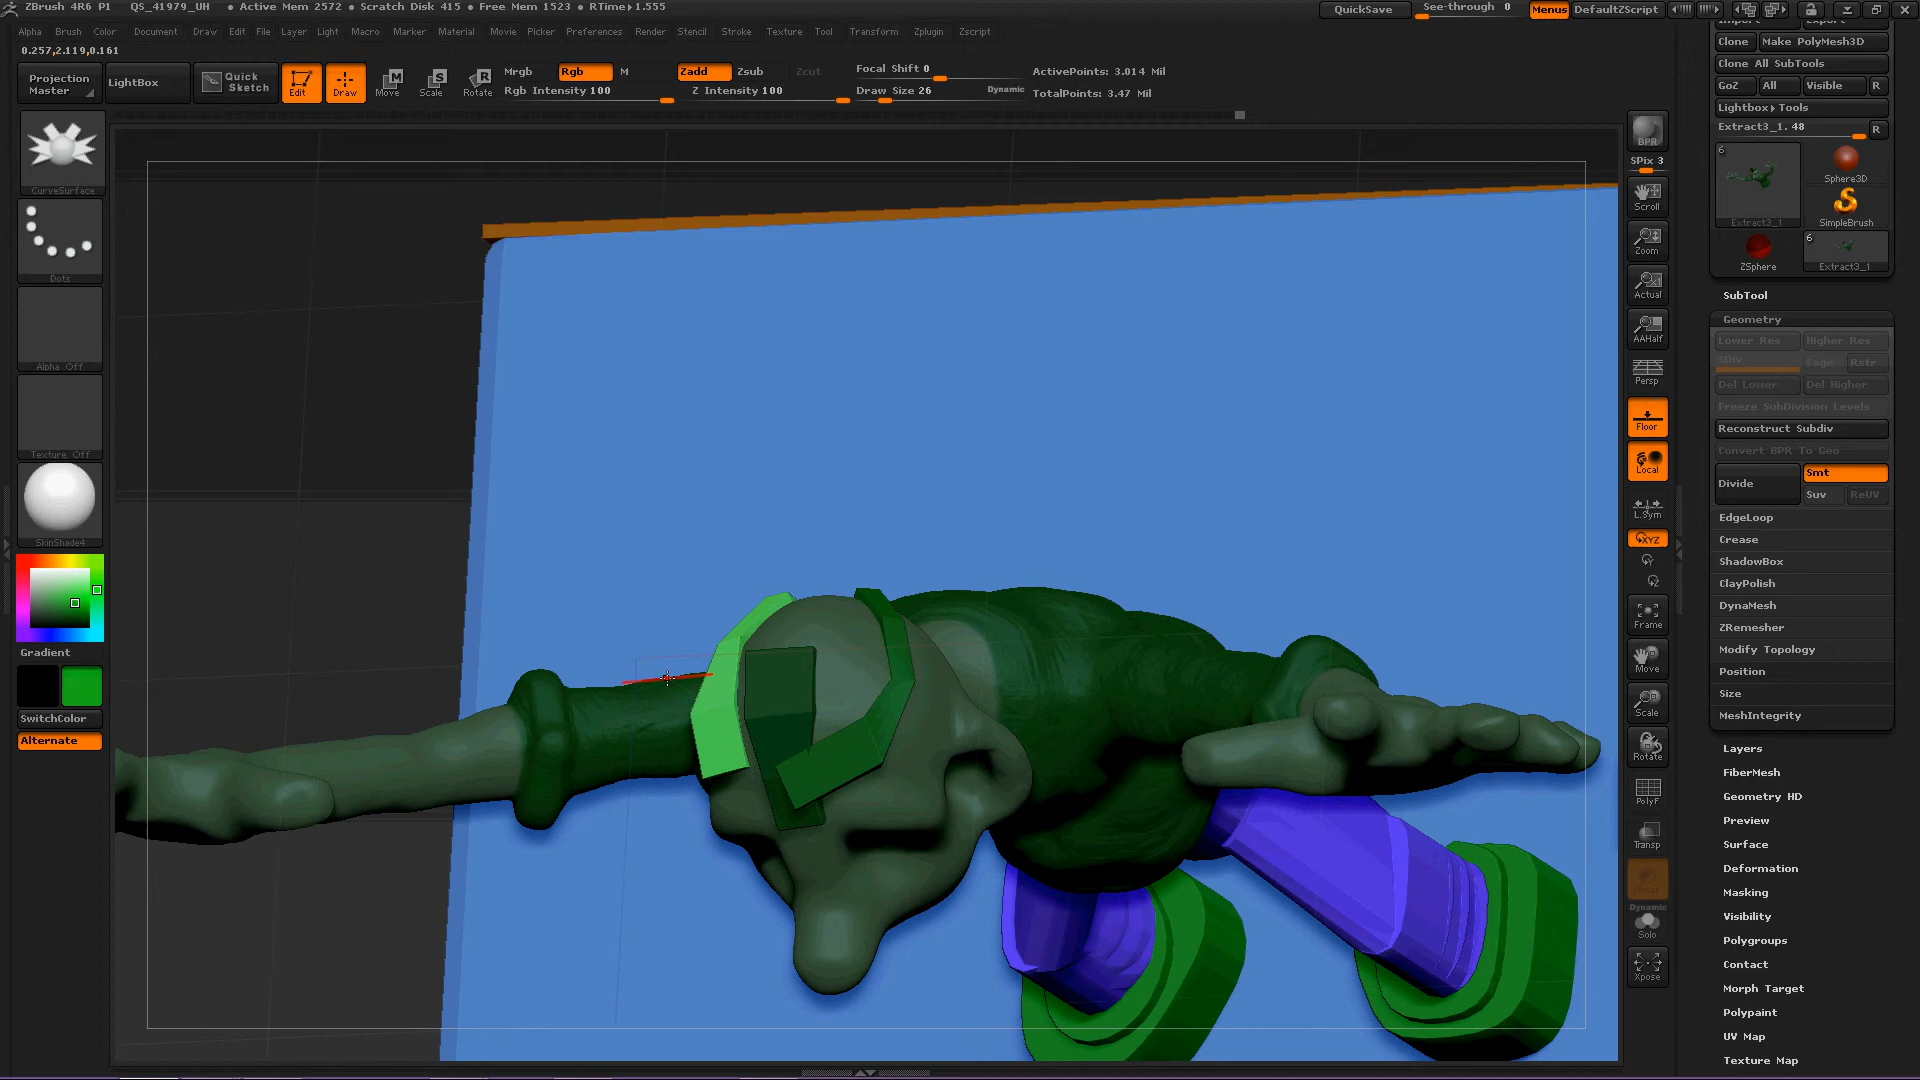 ZBrush 4R6 P1 QS_41979_UH • Active Mem 2572 • Scratch Disk 415 • Free Mem 1523 • RTime▸1.555 QuickSave See-through 0 Menus DefaultZScript
Alpha Brush Color Document Draw Edit File Layer Light Macro Marker Material Movie Picker Preferences Render Stencil Stroke Texture Tool Transform Zplugin Zscript
0.257,2.119,0.161
Projection Master
LightBox
Quick Sketch
Edit
Draw
Move
Scale
Rotate
Mrgb Rgb M
Rgb Intensity 100
Zadd Zsub Zcut
Z Intensity 100
Focal Shift 0
Draw Size 26 Dynamic
ActivePoints: 3.014 Mil
TotalPoints: 3.47 Mil
CurveSurface
Dots
Alpha Off
Texture Off
SkinShade4
Gradient
SwitchColor
Alternate
BPR
SPix 3
Scroll
Zoom
Actual
AAHalf
Persp
Floor
Local
L.Sym
XYZ
Y
Z
Frame
Move
Scale
Rotate
PolyF
Transp
Ghost
Dynamic
Solo
Xpose
Import Export
Clone Make PolyMesh3D
Clone All SubTools
GoZ All Visible R
Lightbox▸Tools
Extract3_1. 48 R
6
Extract3_1
Sphere3D
SimpleBrush
ZSphere
6
Extract3_1
SubTool
Geometry
Lower Res Higher Res
SDiv Cage Rstr
Del Lower Del Higher
Freeze SubDivision Levels
Reconstruct Subdiv
Convert BPR To Geo
Divide
Smt
Suv ReUV
EdgeLoop
Crease
ShadowBox
ClayPolish
DynaMesh
ZRemesher
Modify Topology
Position
Size
MeshIntegrity
Layers
FiberMesh
Geometry HD
Preview
Surface
Deformation
Masking
Visibility
Polygroups
Contact
Morph Target
Polypaint
UV Map
Texture Map